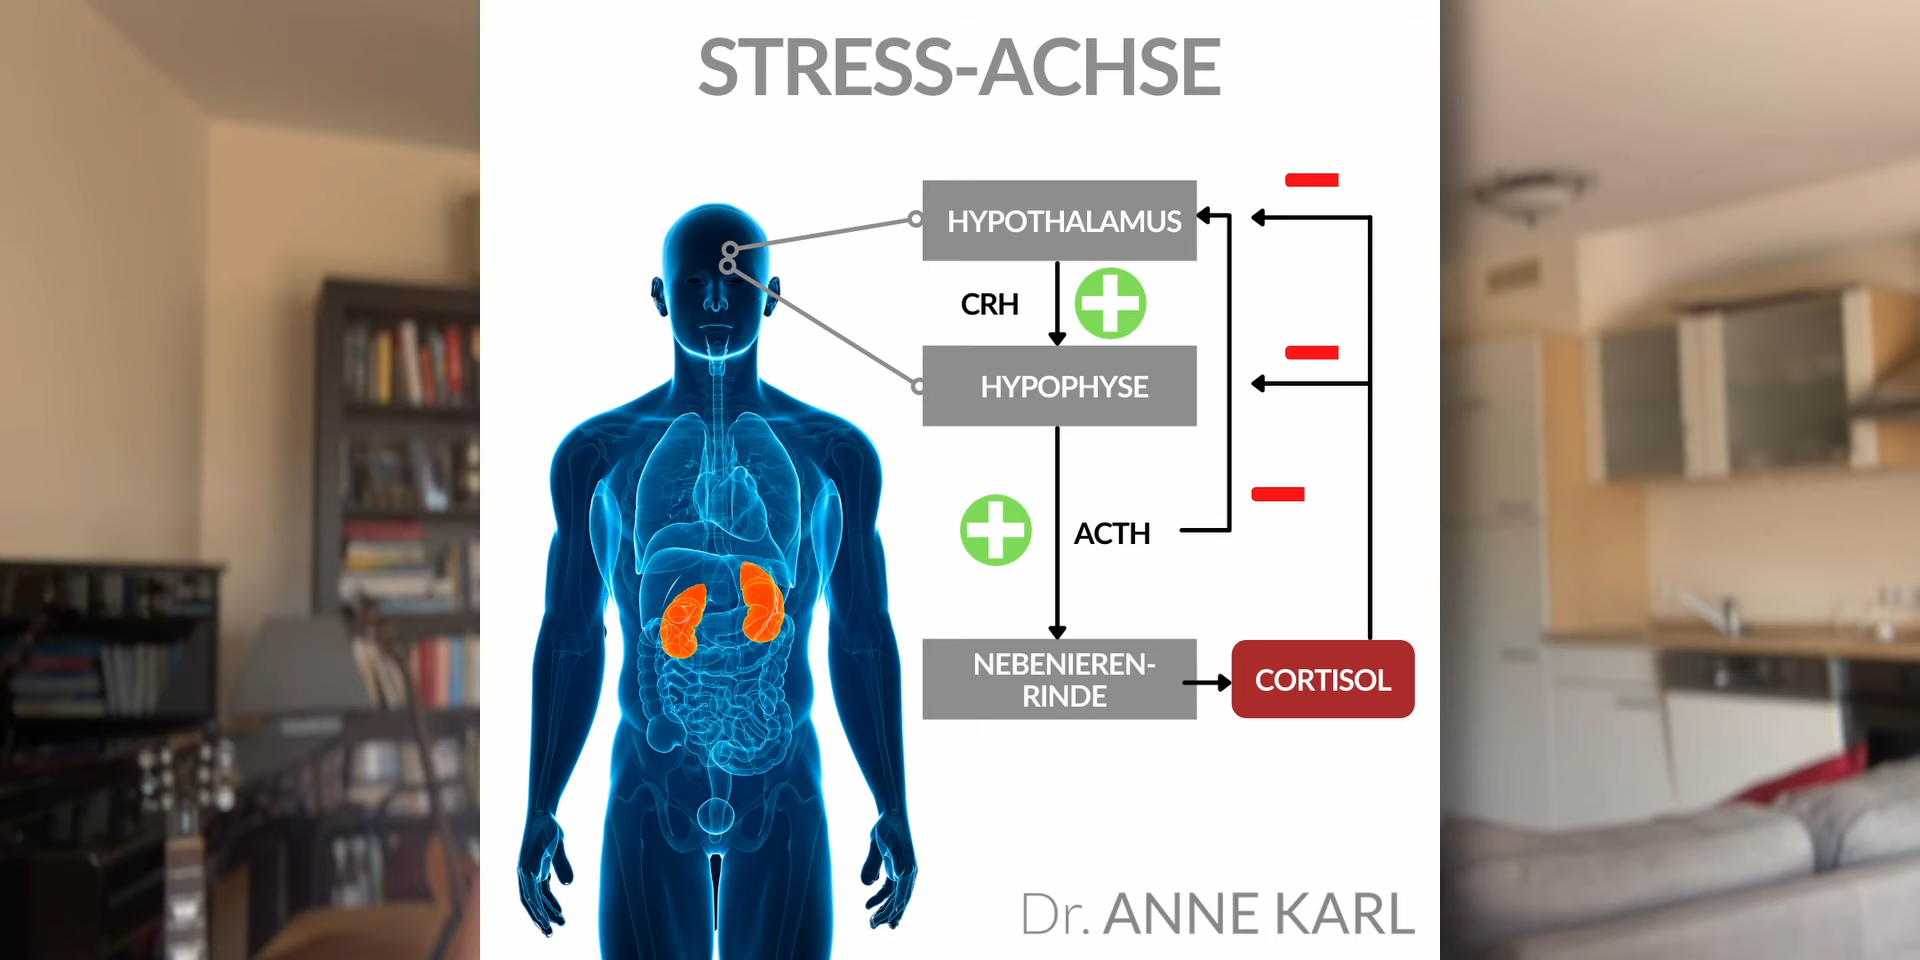 STRESS-ACHSE
HYPOTHALAMUS
CRH
HYPOPHYSE
ACTH
NEBENIEREN-
RINDE
CORTISOL
Dr. ANNE KARL